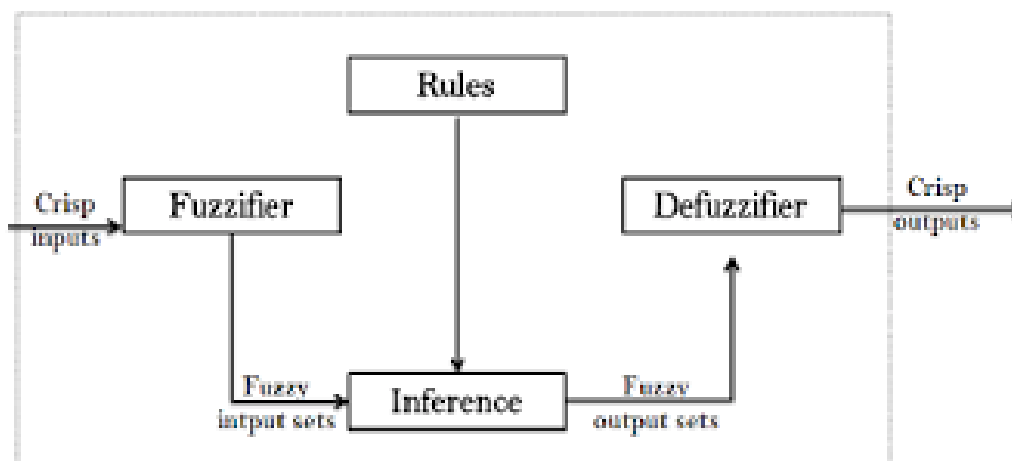 Rules
Crisp
inputs
Fuzzifier
Defuzzifier
Crisp
outputs
Fuzzy
intput sets
Inference
Fuzzy
output sets